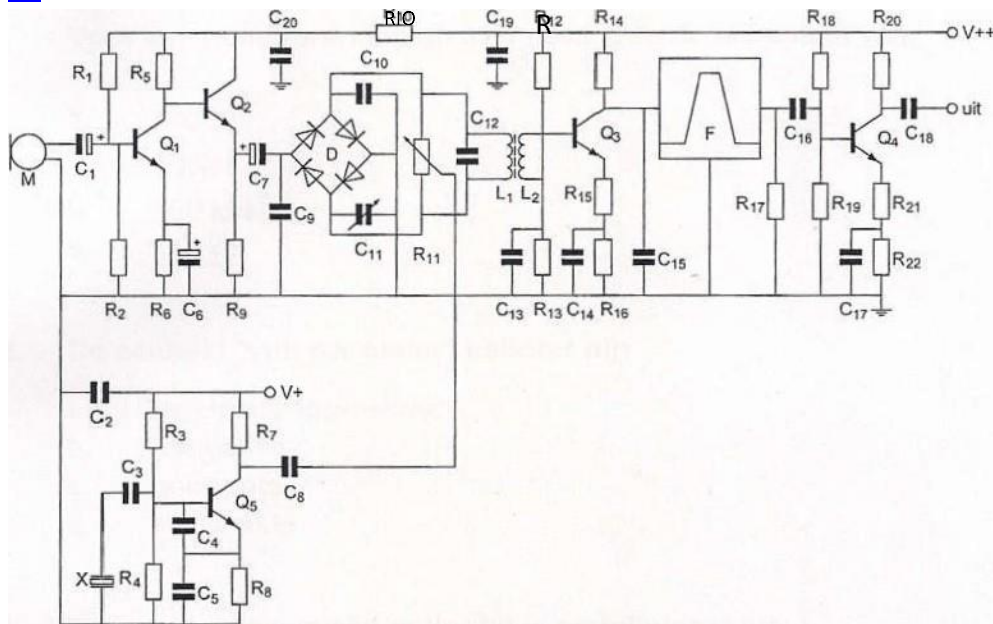 C20 R10 C19 R12 R14 R18 R20
V++
R1 R5 C10
Q2 C12 uit
+ Q1 D Q3 F C16 Q4 C18
M C1 + C7
L1 L2 R15 R17 R19 R21
C9
+ C11 R11 C15 R22
R2 R6 C6 R9 C13 R13 C14 R16 C17
V+
C2
R3 R7
C3 C8
Q5
C4
X R4 C5 R8